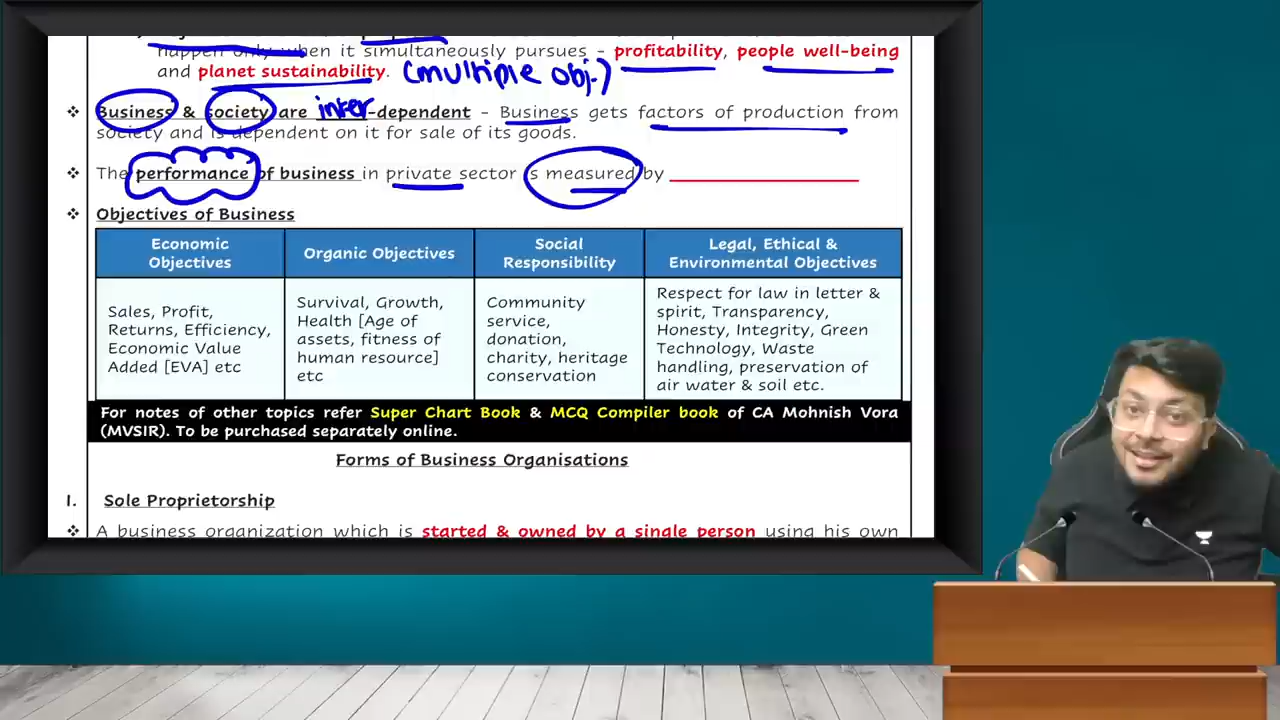 happen only when it simultaneously pursues - profitability, people well-being
and planet sustainability. (multiple obj.)
❖ Business & society are inter-dependent - Business gets factors of production from
society and is dependent on it for sale of its goods.
❖ The performance of business in private sector is measured by ____________
❖ Objectives of Business
Economic
Objectives
Organic Objectives
Social
Responsibility
Legal, Ethical &
Environmental Objectives
Sales, Profit,
Returns, Efficiency,
Economic Value
Added [EVA] etc
Survival, Growth,
Health [Age of
assets, fitness of
human resource]
etc
Community
service,
donation,
charity, heritage
conservation
Respect for law in letter &
spirit, Transparency,
Honesty, Integrity, Green
Technology, Waste
handling, preservation of
air water & soil etc.
For notes of other topics refer Super Chart Book & MCQ Compiler book of CA Mohnish Vora
(MVSIR). To be purchased separately online.
Forms of Business Organisations
I. Sole Proprietorship
❖ A business organization which is started & owned by a single person using his own